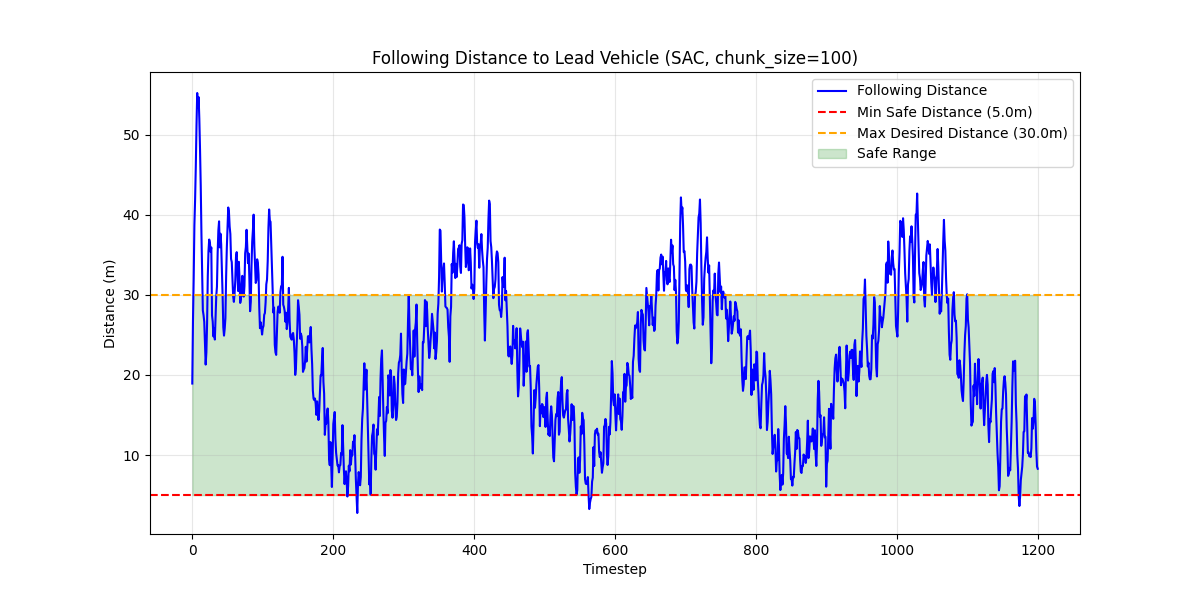 Following Distance to Lead Vehicle (SAC, chunk_size=100)
Following Distance
Min Safe Distance (5.0m)
Max Desired Distance (30.0m)
Safe Range
Distance (m)
50
40
30
20
10
0 200 400 600 800 1000 1200
Timestep